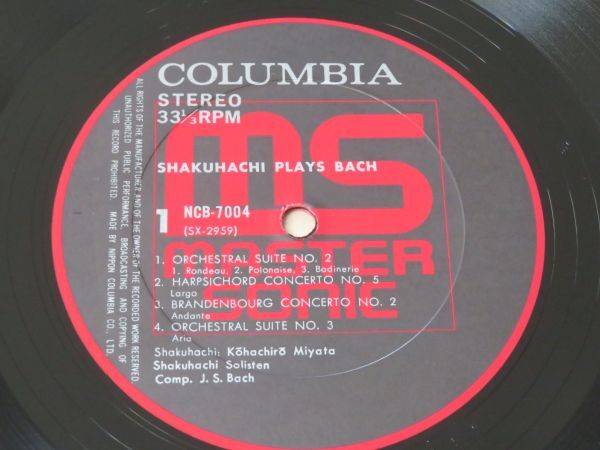 COLUMBIA
STEREO
33⅓RPM
MS
SHAKUHACHI PLAYS BACH
1
NCB-7004
(SX-2959)
MASTER
SONIC
1. ORCHESTRAL SUITE NO. 2
1. Rondeau, 2. Polonaise, 3. Badinerie
2. HARPSICHORD CONCERTO NO. 5
Largo
3. BRANDENBOURG CONCERTO NO. 2
Andante
4. ORCHESTRAL SUITE NO. 3
Aria
Shakuhachi: Kōhachirō Miyata
Shakuhachi Solisten
Comp. J. S. Bach
ALL RIGHTS OF THE MANUFACTURER AND OF THE OWNER OF THE RECORDED WORK RESERVED.
UNAUTHORIZED PUBLIC PERFORMANCE, BROADCASTING AND COPYING OF
THIS RECORD PROHIBITED. MADE BY NIPPON COLUMBIA CO., LTD.